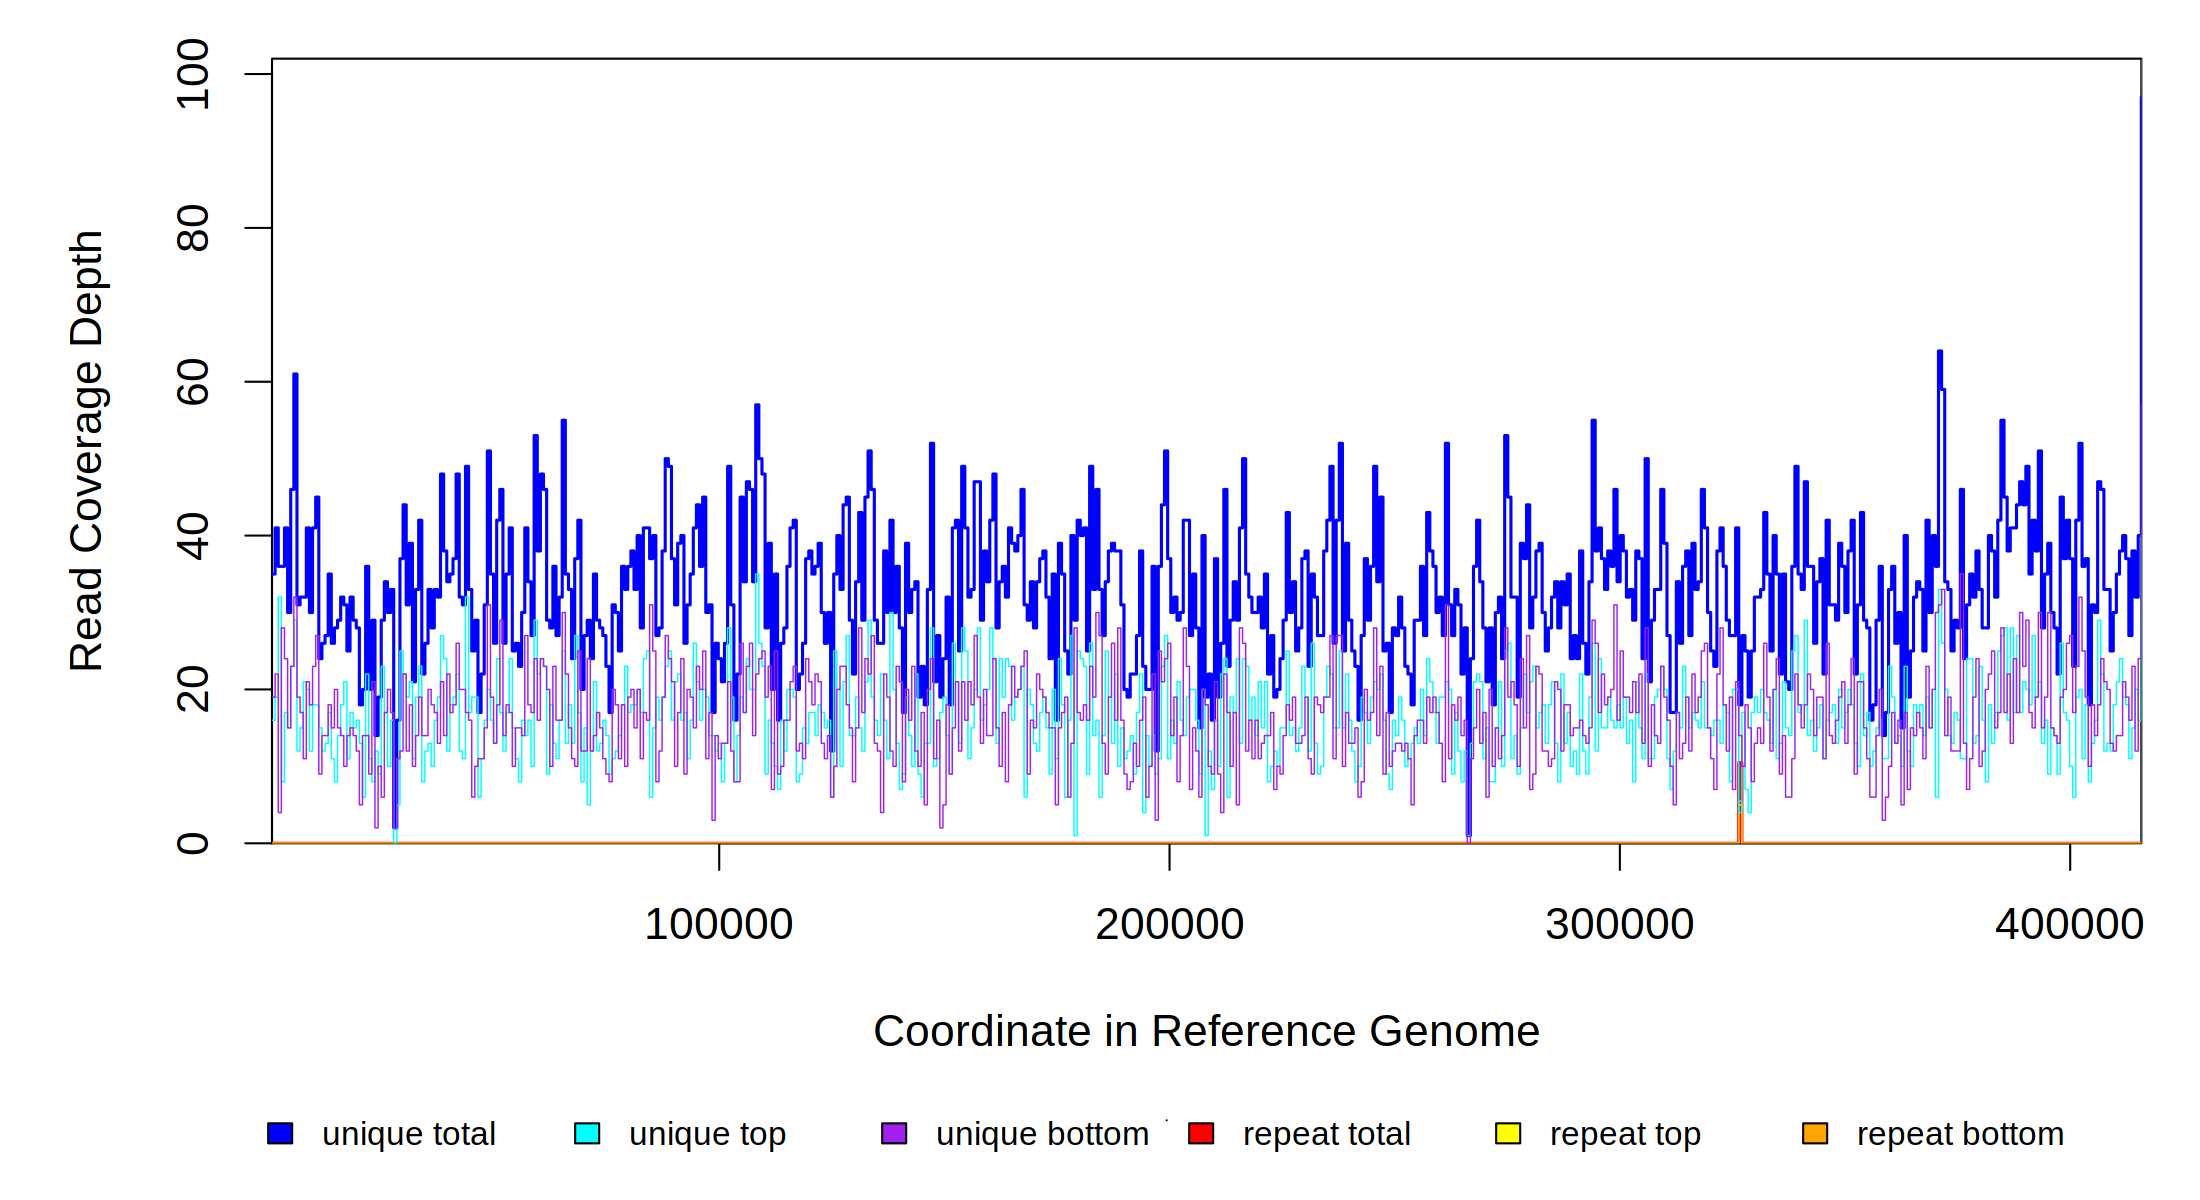 Read Coverage Depth
100
80
60
40
20
0
100000 200000 300000 400000
Coordinate in Reference Genome
unique total unique top unique bottom repeat total repeat top repeat bottom